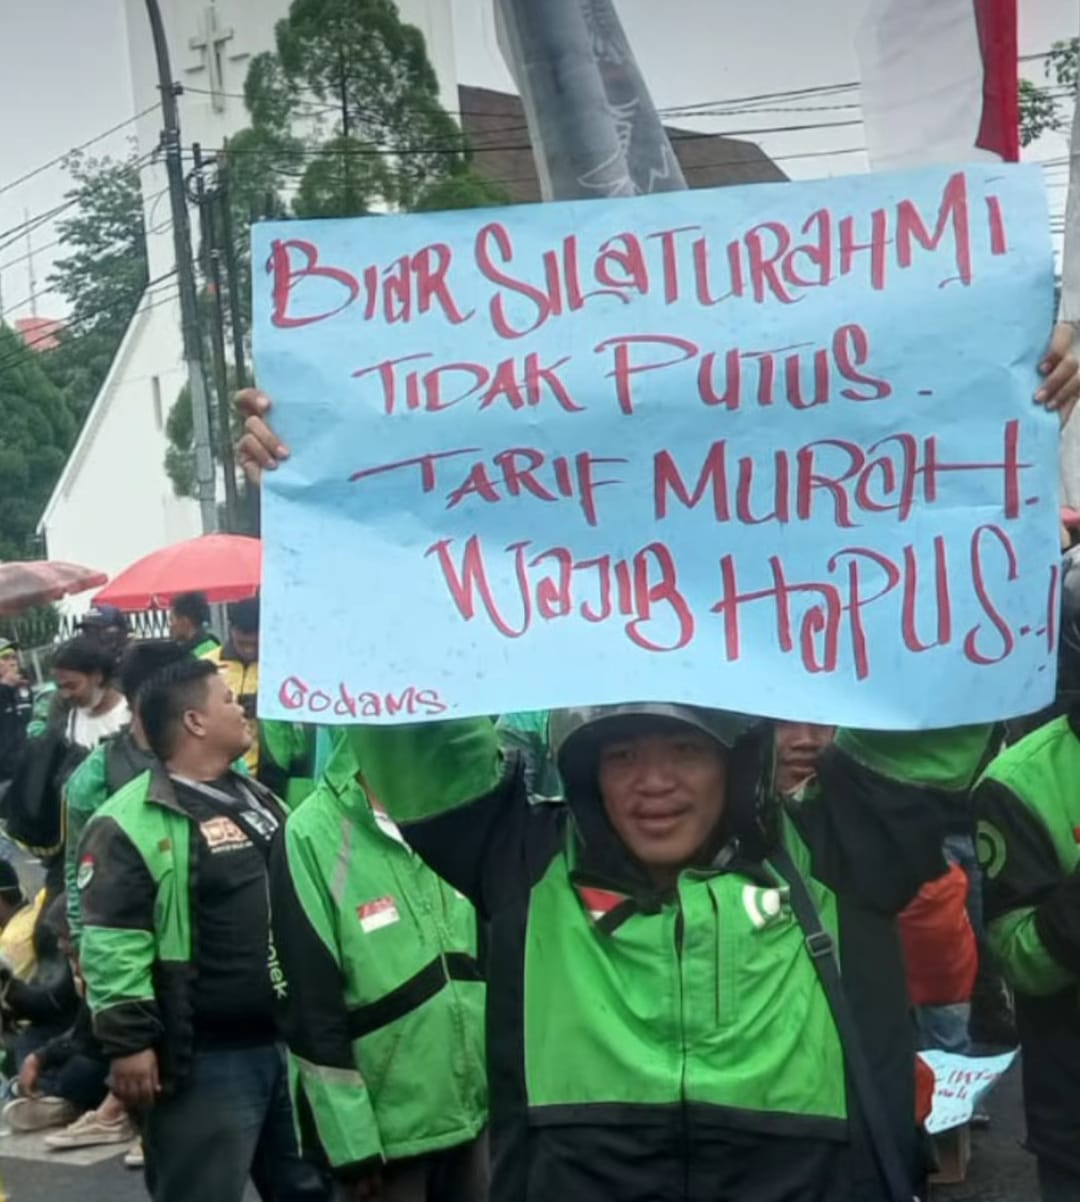 BIAR SILATURAHMI
TIDAK PUTUS.
TARIF MURAH.
WAJIB HAPUS..!
Godams.